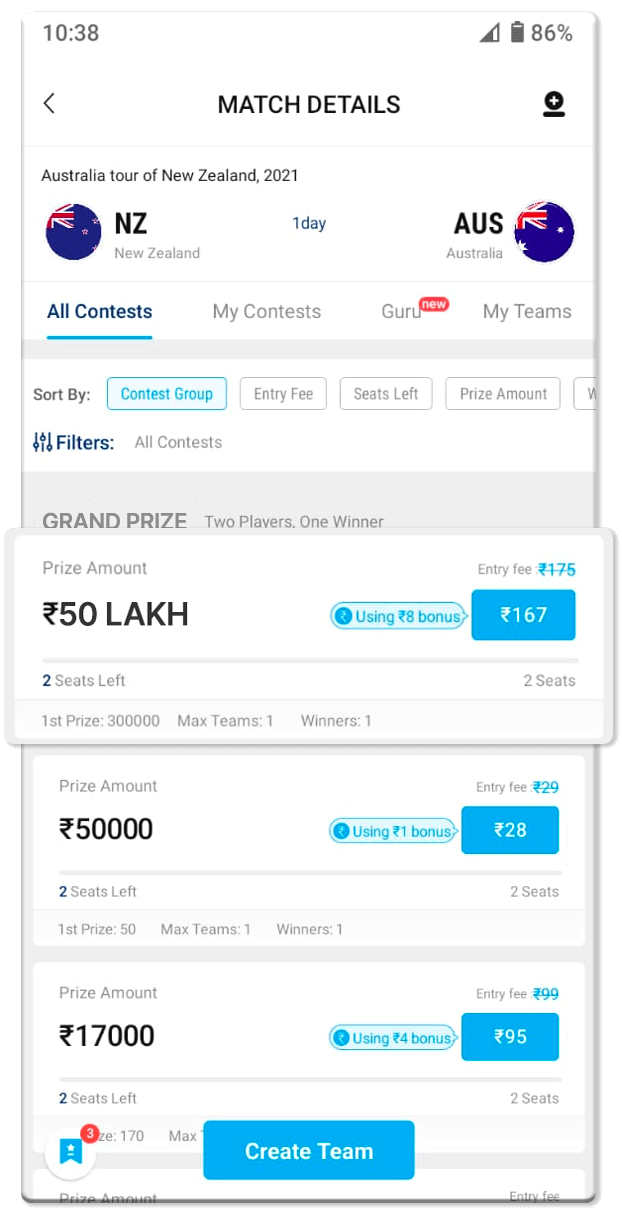 10:38 86%
MATCH DETAILS
Australia tour of New Zealand, 2021
NZ 1day AUS
New Zealand Australia
All Contests My Contests Guru new My Teams
Sort By: Contest Group Entry Fee Seats Left Prize Amount W
Filters: All Contests
GRAND PRIZE Two Players, One Winner
Prize Amount Entry fee :₹175
₹50 LAKH Using ₹8 bonus ₹167
2 Seats Left 2 Seats
1st Prize: 300000 Max Teams: 1 Winners: 1
Prize Amount Entry fee :₹29
₹50000 Using ₹1 bonus ₹28
2 Seats Left 2 Seats
1st Prize: 50 Max Teams: 1 Winners: 1
Prize Amount Entry fee :₹99
₹17000 Using ₹4 bonus ₹95
2 Seats Left 2 Seats
3 ze: 170 Max
Create Team
Prize Amount Entry fee